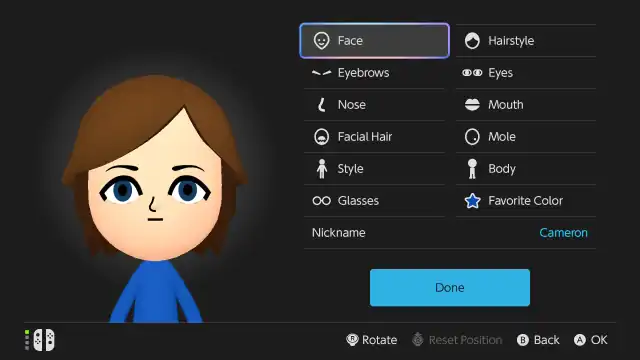 Face
Hairstyle
Eyebrows
Eyes
Nose
Mouth
Facial Hair
Mole
Style
Body
Glasses
Favorite Color
Nickname Cameron
Done
R Rotate
Reset Position
B Back
A OK